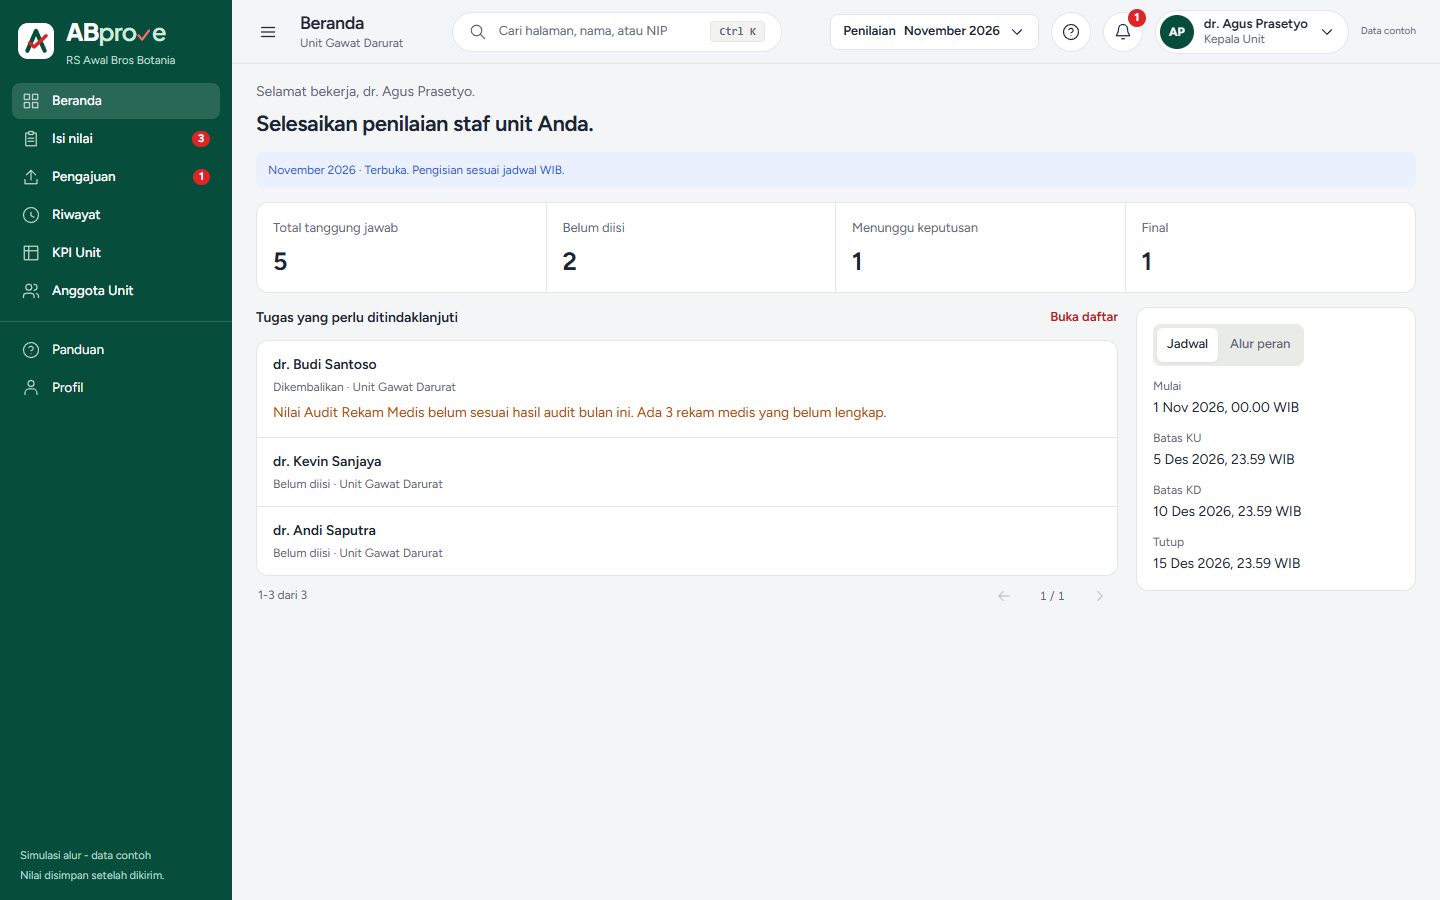 ABprove
RS Awal Bros Botania
Beranda
Isi nilai 3
Pengajuan 1
Riwayat
KPI Unit
Anggota Unit
Panduan
Profil
Simulasi alur - data contoh
Nilai disimpan setelah dikirim.
Beranda
Unit Gawat Darurat
Cari halaman, nama, atau NIP Ctrl K
Penilaian November 2026
1
AP
dr. Agus Prasetyo
Kepala Unit
Data contoh
Selamat bekerja, dr. Agus Prasetyo.
Selesaikan penilaian staf unit Anda.
November 2026 · Terbuka. Pengisian sesuai jadwal WIB.
Total tanggung jawab
5
Belum diisi
2
Menunggu keputusan
1
Final
1
Tugas yang perlu ditindaklanjuti
Buka daftar
dr. Budi Santoso
Dikembalikan · Unit Gawat Darurat
Nilai Audit Rekam Medis belum sesuai hasil audit bulan ini. Ada 3 rekam medis yang belum lengkap.
dr. Kevin Sanjaya
Belum diisi · Unit Gawat Darurat
dr. Andi Saputra
Belum diisi · Unit Gawat Darurat
1-3 dari 3
1 / 1
Jadwal Alur peran
Mulai
1 Nov 2026, 00.00 WIB
Batas KU
5 Des 2026, 23.59 WIB
Batas KD
10 Des 2026, 23.59 WIB
Tutup
15 Des 2026, 23.59 WIB